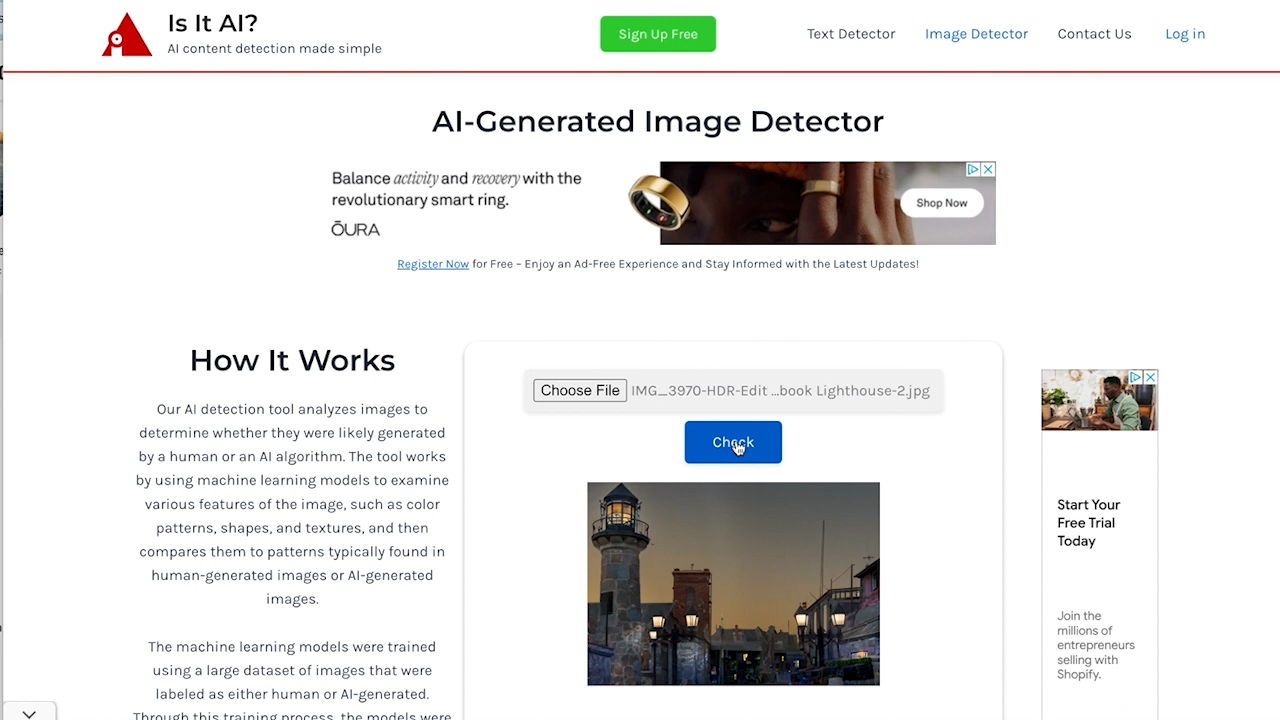 Is It AI?
AI content detection made simple
Sign Up Free
Text Detector
Image Detector
Contact Us
Log in
AI-Generated Image Detector
Balance activity and recovery with the
revolutionary smart ring.
ŌURA
Shop Now
Register Now for Free – Enjoy an Ad-Free Experience and Stay Informed with the Latest Updates!
How It Works
Our AI detection tool analyzes images to
determine whether they were likely generated
by a human or an AI algorithm. The tool works
by using machine learning models to examine
various features of the image, such as color
patterns, shapes, and textures, and then
compares them to patterns typically found in
human-generated images or AI-generated
images.
The machine learning models were trained
using a large dataset of images that were
labeled as either human or AI-generated.
Through this training process, the models were
Choose File IMG_3970-HDR-Edit ...book Lighthouse-2.jpg
Check
Start Your
Free Trial
Today
Join the
millions of
entrepreneurs
selling with
Shopify.